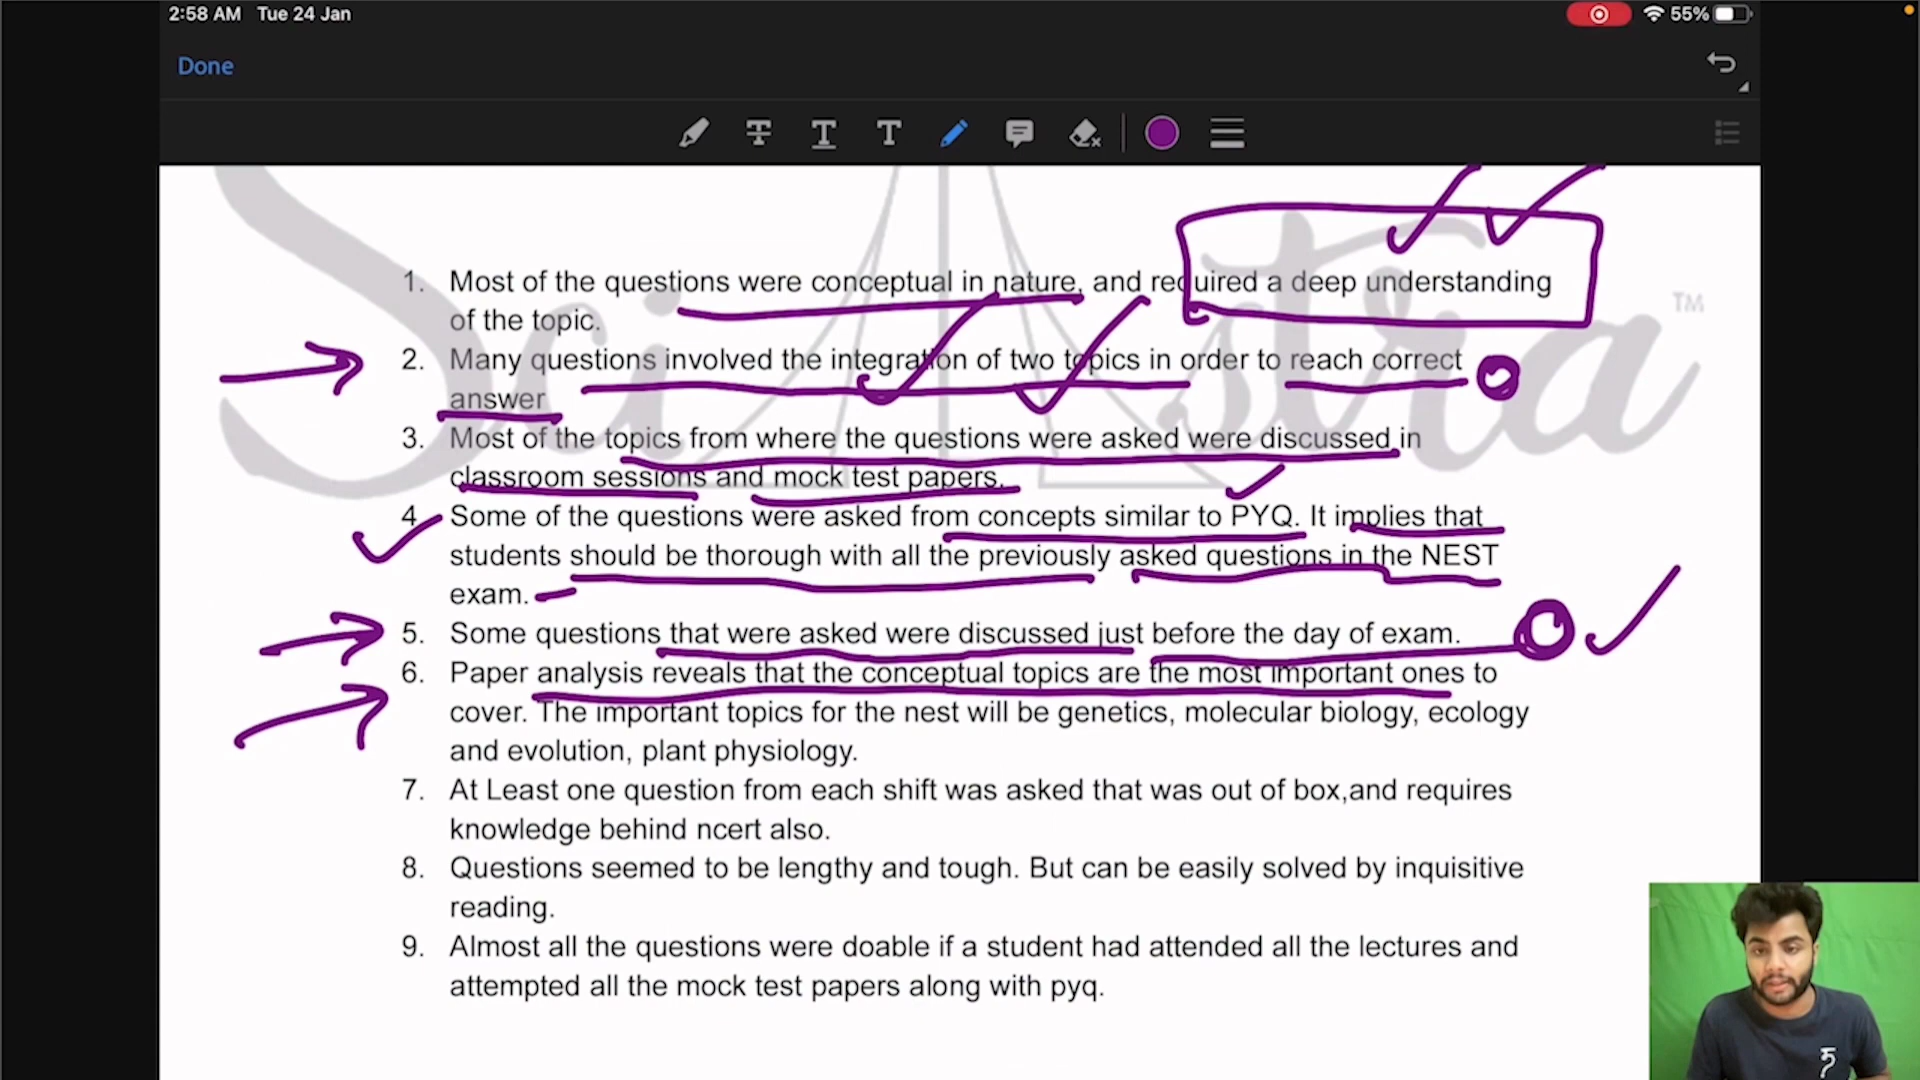 2:58 AM Tue 24 Jan
55%
Done
T T T
SciAstra
TM
1. Most of the questions were conceptual in nature, and required a deep understanding
of the topic.
2. Many questions involved the integration of two topics in order to reach correct
answer
3. Most of the topics from where the questions were asked were discussed in
classroom sessions and mock test papers.
4. Some of the questions were asked from concepts similar to PYQ. It implies that
students should be thorough with all the previously asked questions in the NEST
exam.
5. Some questions that were asked were discussed just before the day of exam.
6. Paper analysis reveals that the conceptual topics are the most important ones to
cover. The important topics for the nest will be genetics, molecular biology, ecology
and evolution, plant physiology.
7. At Least one question from each shift was asked that was out of box,and requires
knowledge behind ncert also.
8. Questions seemed to be lengthy and tough. But can be easily solved by inquisitive
reading.
9. Almost all the questions were doable if a student had attended all the lectures and
attempted all the mock test papers along with pyq.